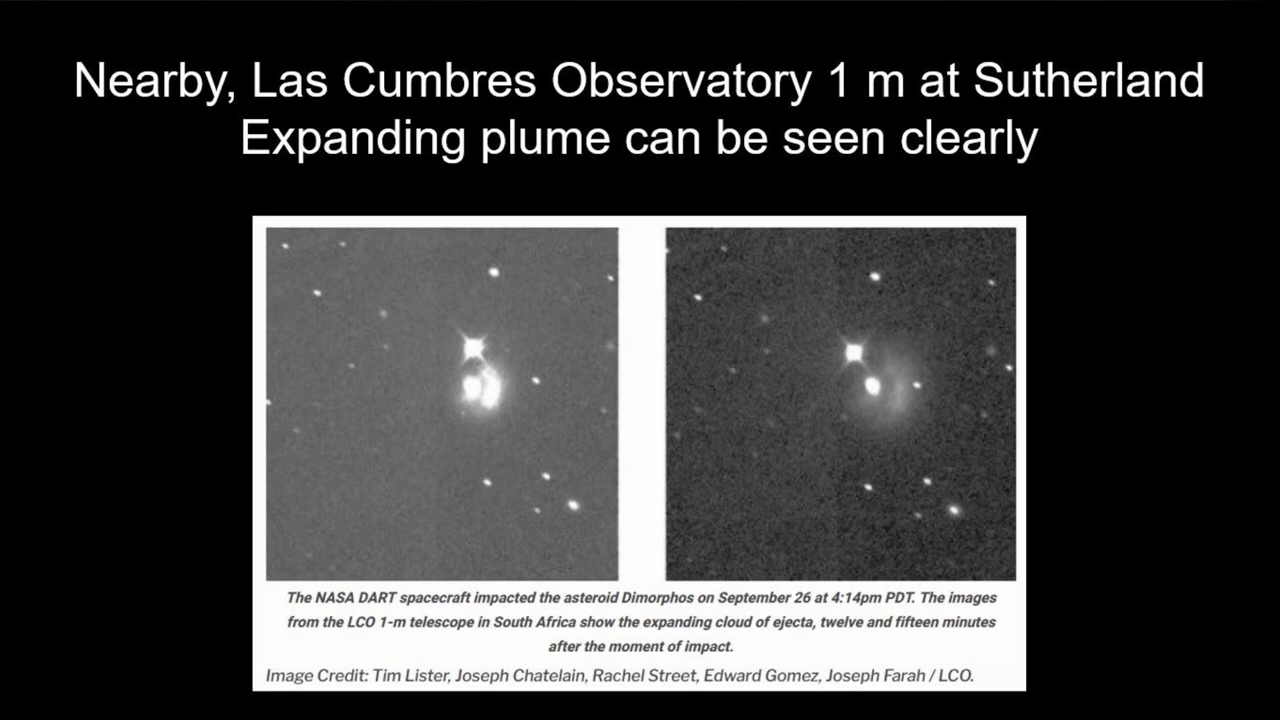 Nearby, Las Cumbres Observatory 1 m at Sutherland
Expanding plume can be seen clearly
The NASA DART spacecraft impacted the asteroid Dimorphos on September 26 at 4:14pm PDT. The images
from the LCO 1-m telescope in South Africa show the expanding cloud of ejecta, twelve and fifteen minutes
after the moment of impact.
Image Credit: Tim Lister, Joseph Chatelain, Rachel Street, Edward Gomez, Joseph Farah / LCO.